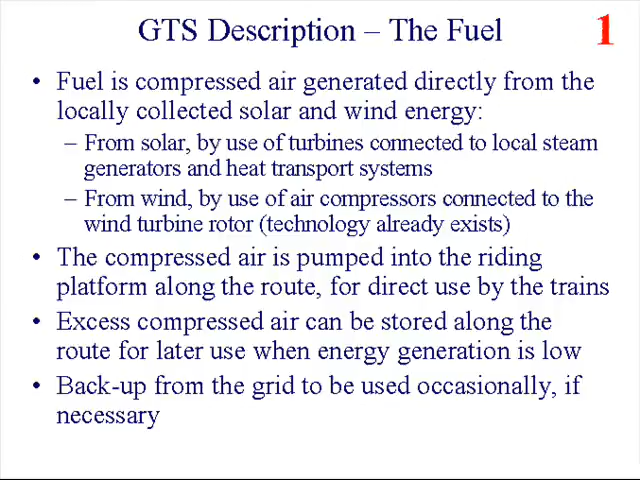 GTS Description – The Fuel
1
• Fuel is compressed air generated directly from the
locally collected solar and wind energy:
– From solar, by use of turbines connected to local steam
generators and heat transport systems
– From wind, by use of air compressors connected to the
wind turbine rotor (technology already exists)
• The compressed air is pumped into the riding
platform along the route, for direct use by the trains
• Excess compressed air can be stored along the
route for later use when energy generation is low
• Back-up from the grid to be used occasionally, if
necessary